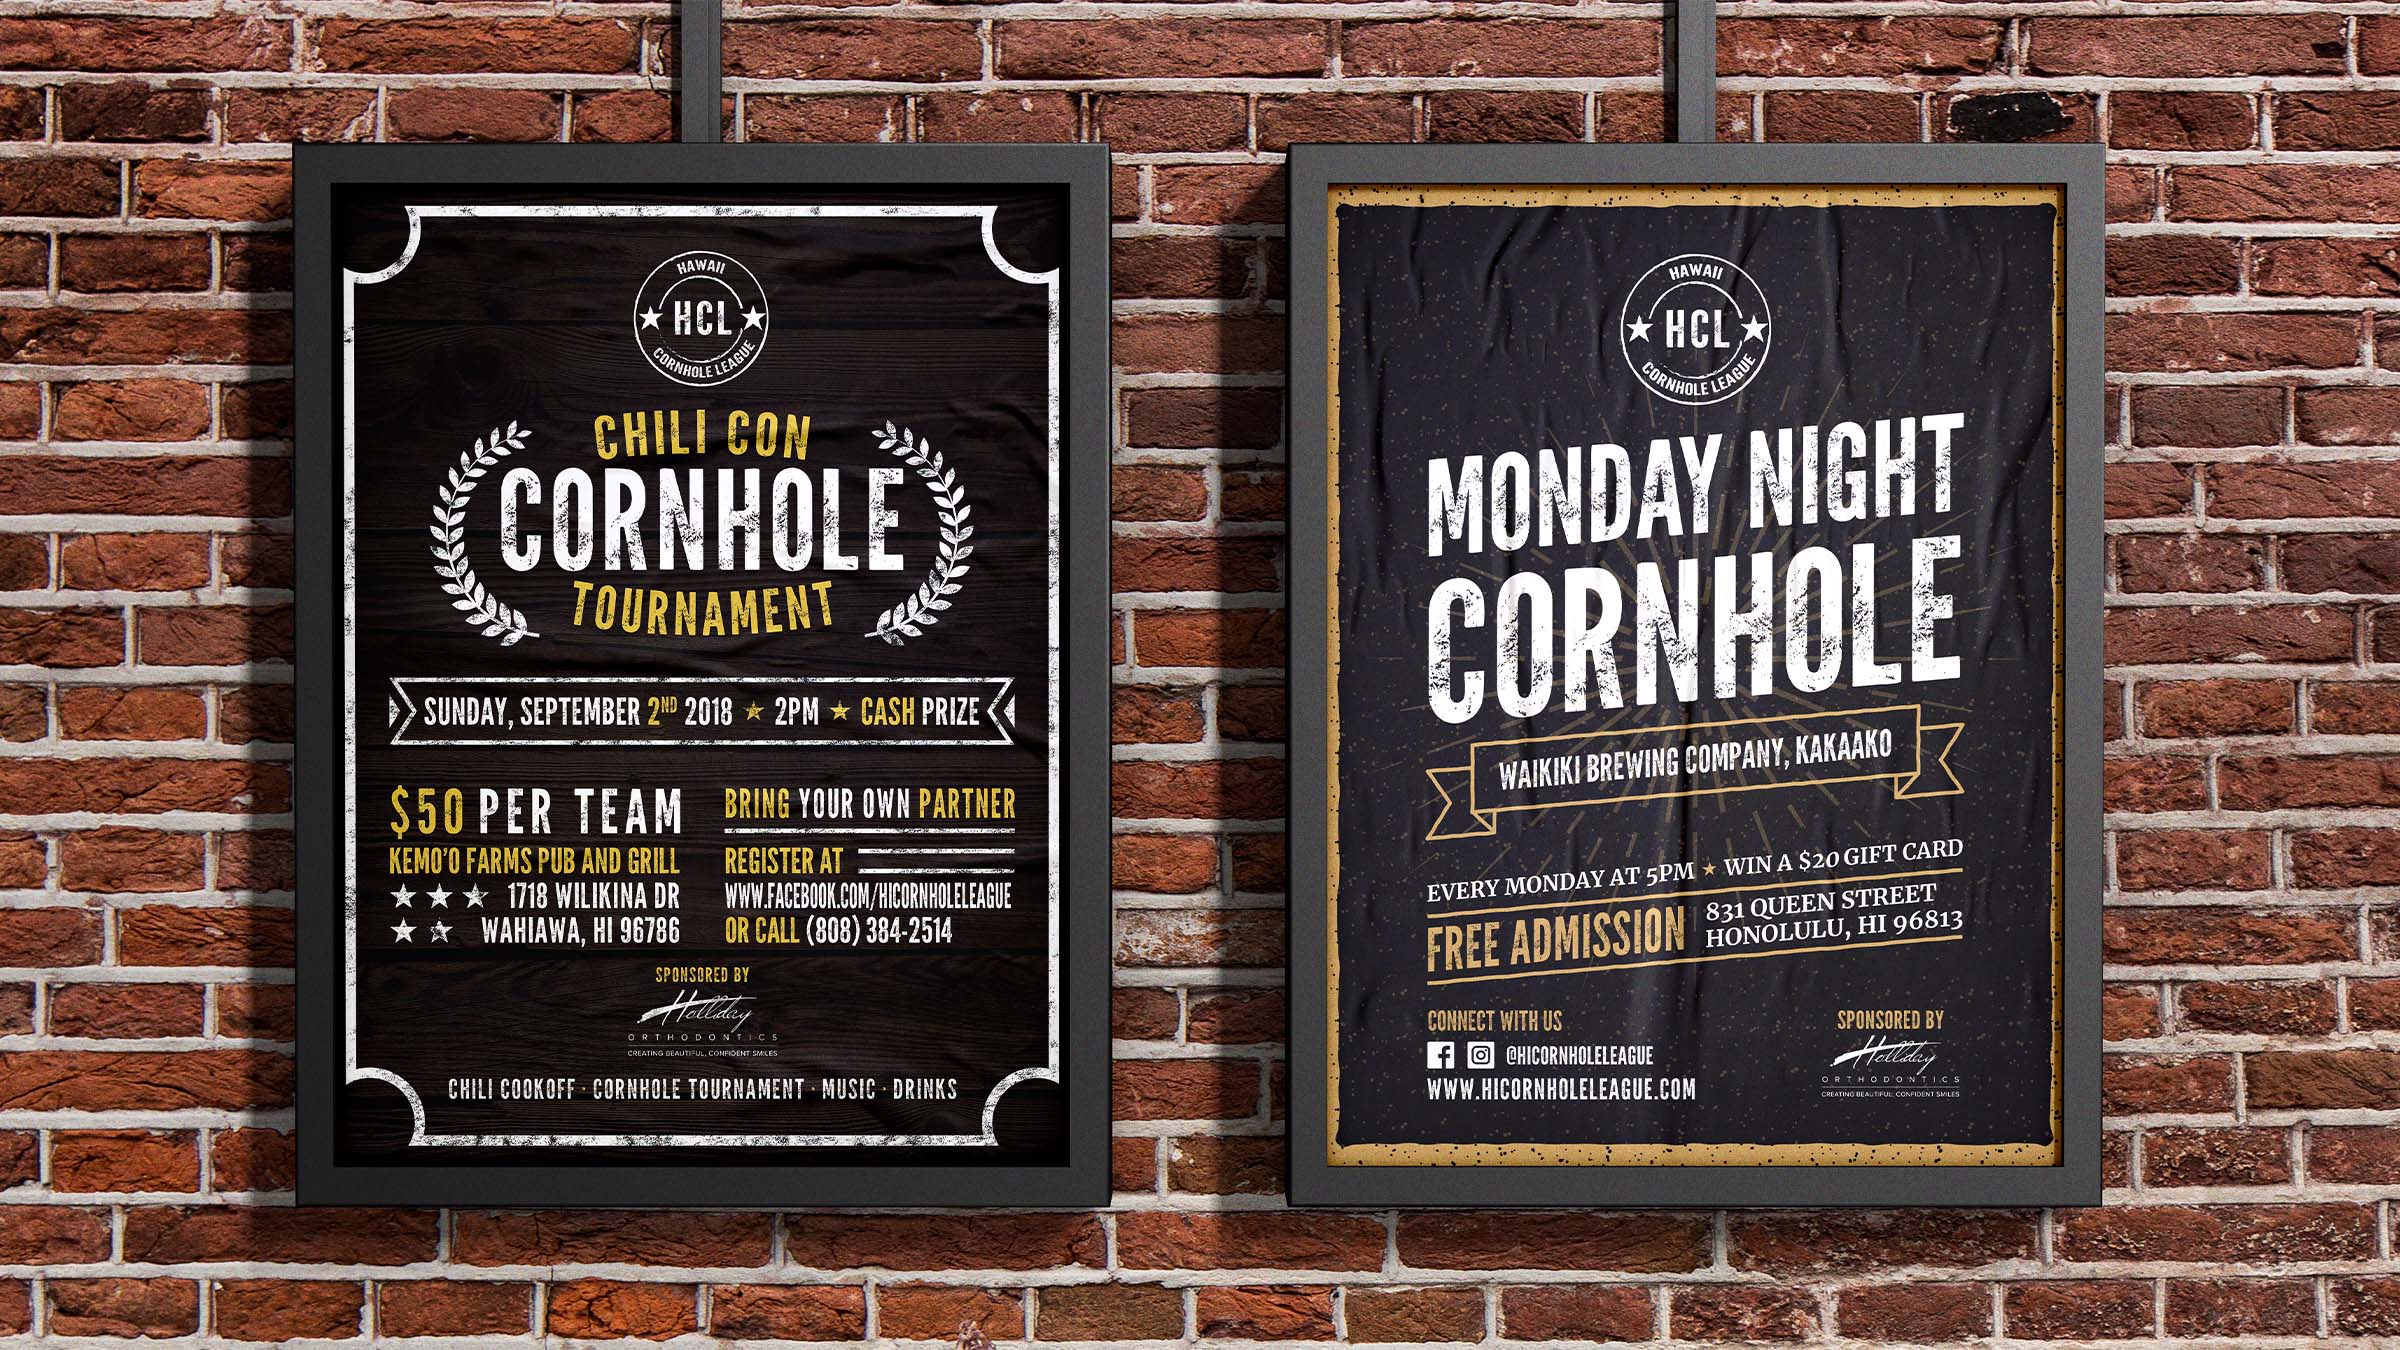 HAWAII
HCL
CORNHOLE LEAGUE
CHILI CON
CORNHOLE
TOURNAMENT
SUNDAY, SEPTEMBER 2ND 2018 ★ 2PM ★ CASH PRIZE
$50 PER TEAM
KEMO'O FARMS PUB AND GRILL
1718 WILIKINA DR
WAHIAWA, HI 96786
BRING YOUR OWN PARTNER
REGISTER AT
WWW.FACEBOOK.COM/HICORNHOLELEAGUE
OR CALL (808) 384-2514
SPONSORED BY
Holliday
ORTHODONTICS
CREATING BEAUTIFUL, CONFIDENT SMILES
CHILI COOKOFF · CORNHOLE TOURNAMENT · MUSIC · DRINKS
HAWAII
HCL
CORNHOLE LEAGUE
MONDAY NIGHT
CORNHOLE
WAIKIKI BREWING COMPANY, KAKAAKO
EVERY MONDAY AT 5PM ★ WIN A $20 GIFT CARD
FREE ADMISSION
831 QUEEN STREET
HONOLULU, HI 96813
CONNECT WITH US
@HICORNHOLELEAGUE
WWW.HICORNHOLELEAGUE.COM
SPONSORED BY
Holliday
ORTHODONTICS
CREATING BEAUTIFUL, CONFIDENT SMILES